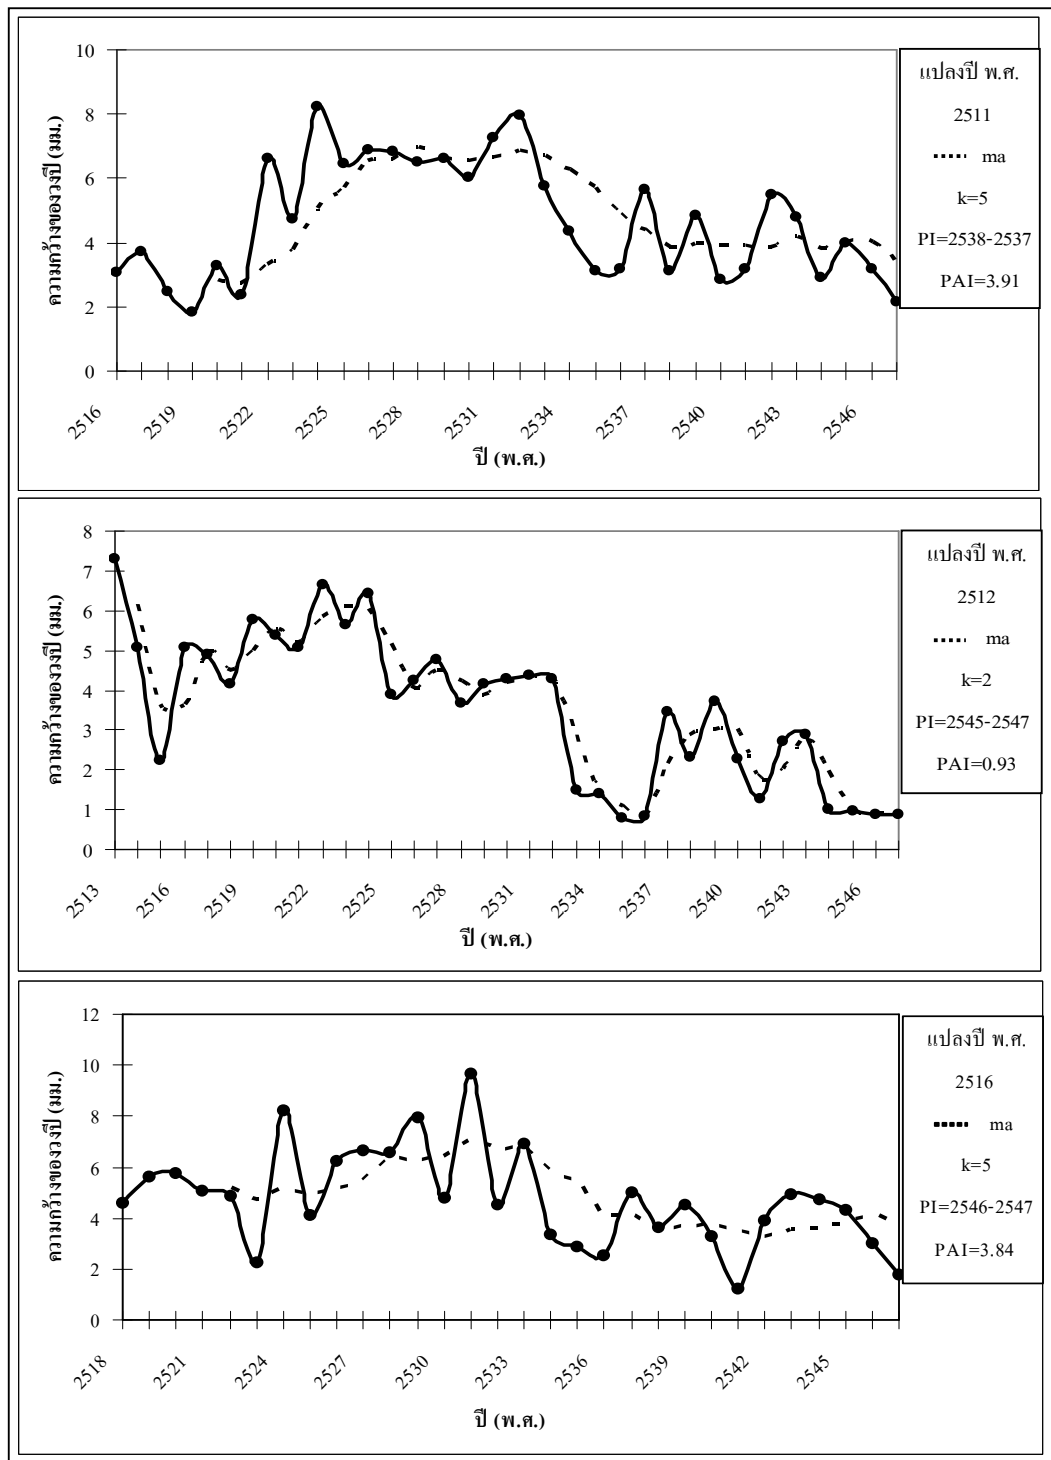 10
8
6
4
2
0
ความกว้างของวงปี (มม.)
2516
2519
2522
2525
2528
2531
2534
2537
2540
2543
2546
ปี (พ.ศ.)
แปลงปี พ.ศ.
2511
ma
k=5
PI=2538-2537
PAI=3.91
8
7
6
5
4
3
2
1
0
ความกว้างของวงปี (มม.)
2513
2516
2519
2522
2525
2528
2531
2534
2537
2540
2543
2546
ปี (พ.ศ.)
แปลงปี พ.ศ.
2512
ma
k=2
PI=2545-2547
PAI=0.93
12
10
8
6
4
2
0
ความกว้างของวงปี (มม.)
2518
2521
2524
2527
2530
2533
2536
2539
2542
2545
ปี (พ.ศ.)
แปลงปี พ.ศ.
2516
ma
k=5
PI=2546-2547
PAI=3.84